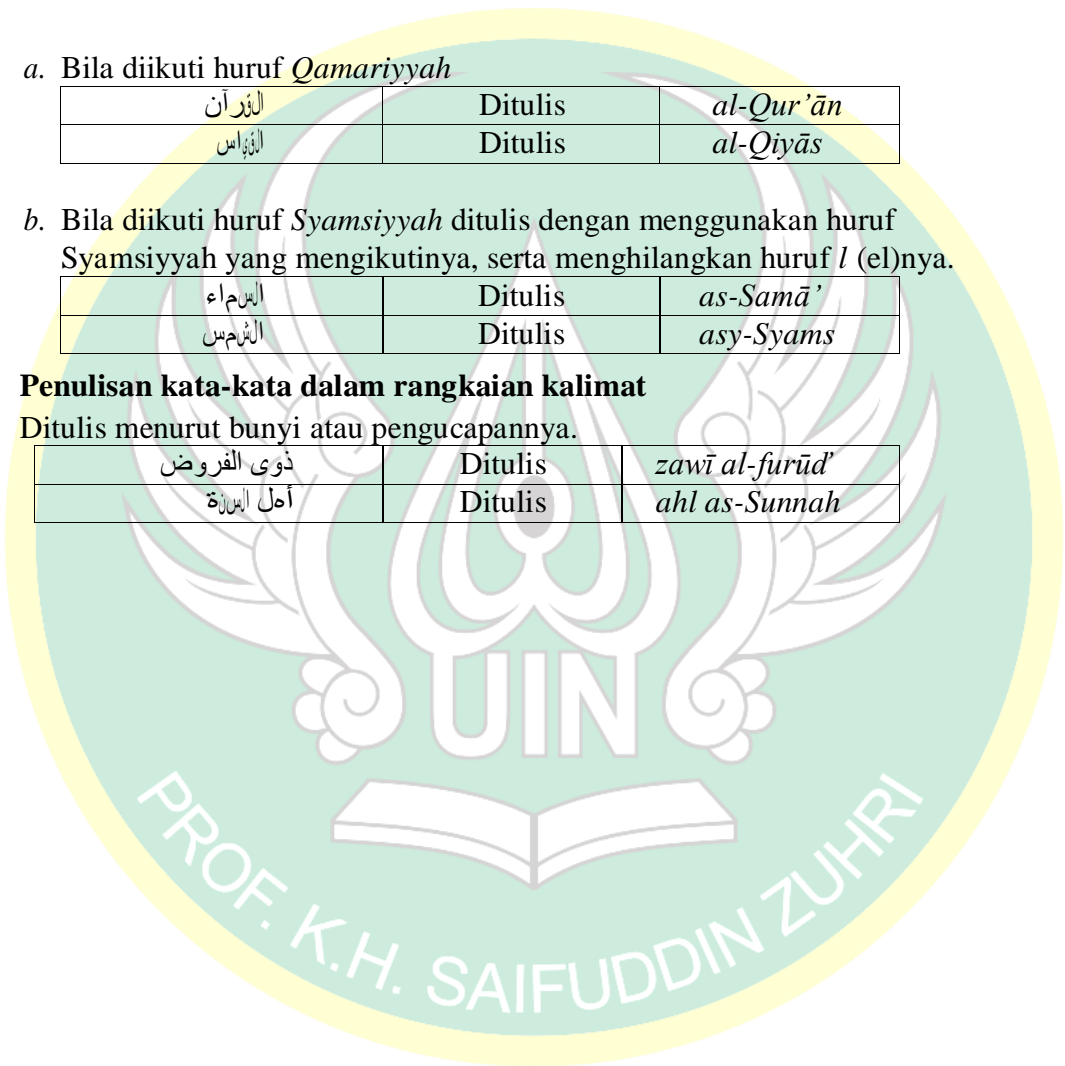 a. Bila diikuti huruf Qamariyyah
القرآن Ditulis al-Qur’ān
القياس Ditulis al-Qiyās
b. Bila diikuti huruf Syamsiyyah ditulis dengan menggunakan huruf
Syamsiyyah yang mengikutinya, serta menghilangkan huruf l (el)nya.
السماء Ditulis as-Samā’
الشمس Ditulis asy-Syams
Penulisan kata-kata dalam rangkaian kalimat
Ditulis menurut bunyi atau pengucapannya.
ذوى الفروض Ditulis zawī al-furūď
أهل السنة Ditulis ahl as-Sunnah
UIN
PROF. K.H. SAIFUDDIN ZUHRI